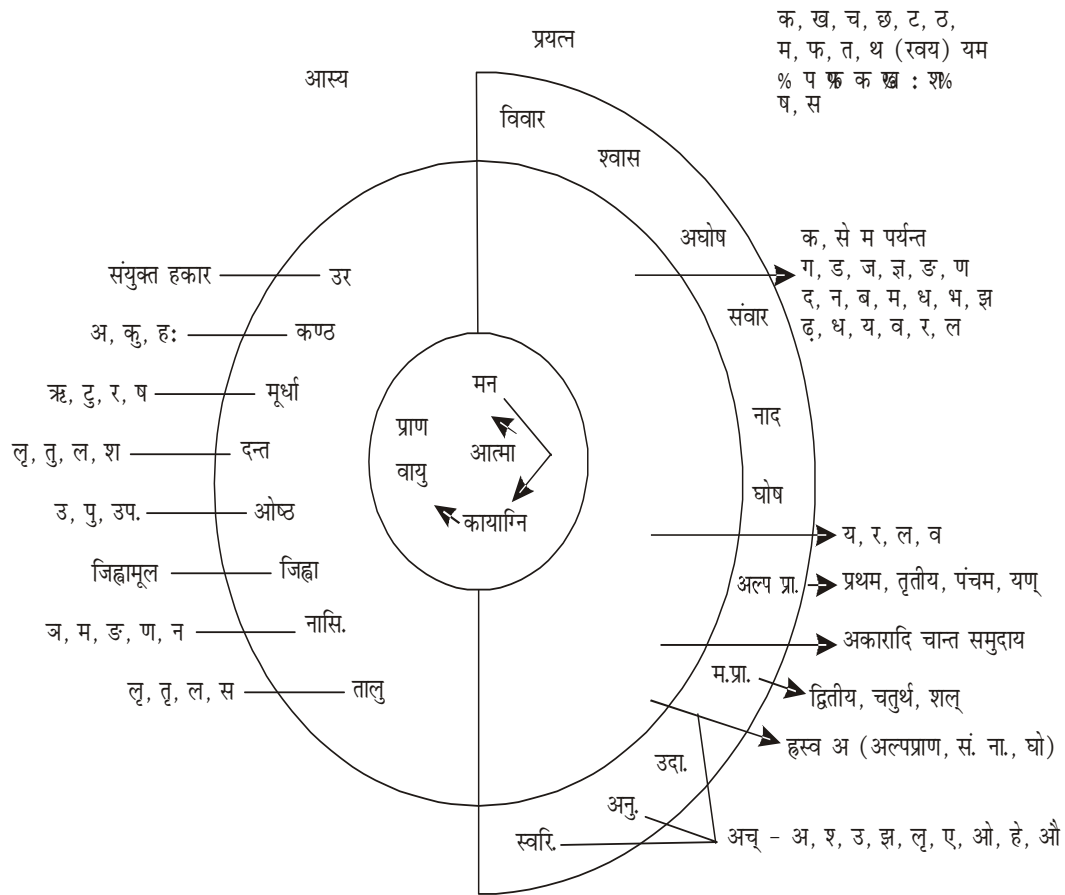 प्रयत्न
आस्य
क, ख, च, छ, ट, ठ,
म, फ, त, थ (रवय) यम
% प क : श%
ष, स
विवार
श्वास
अघोष
क, से म पर्यन्त
ग, ड, ज, ज्ञ, ङ, ण
द, न, ब, म, ध, भ, झ
ढ़, ध, य, व, र, ल
संवार
नाद
घोष
य, र, ल, व
अल्प प्रा.
प्रथम, तृतीय, पंचम, यण्
अकारादि चान्त समुदाय
म.प्रा.
द्वितीय, चतुर्थ, शल्
ह्रस्व अ (अल्पप्राण, सं. ना., घो)
उदा.
अनु.
स्वरि.
अच् - अ, श, उ, झ, लृ, ए, ओ, हे, औ
संयुक्त हकार उर
अ, कु, ह: कण्ठ
ऋ, टु, र, ष मूर्धा
लृ, तु, ल, श दन्त
उ, पु, उप. ओष्ठ
जिह्वामूल जिह्वा
ञ, म, ङ, ण, न नासि.
लृ, तृ, ल, स तालु
मन
प्राण
आत्मा
वायु
कायाग्नि